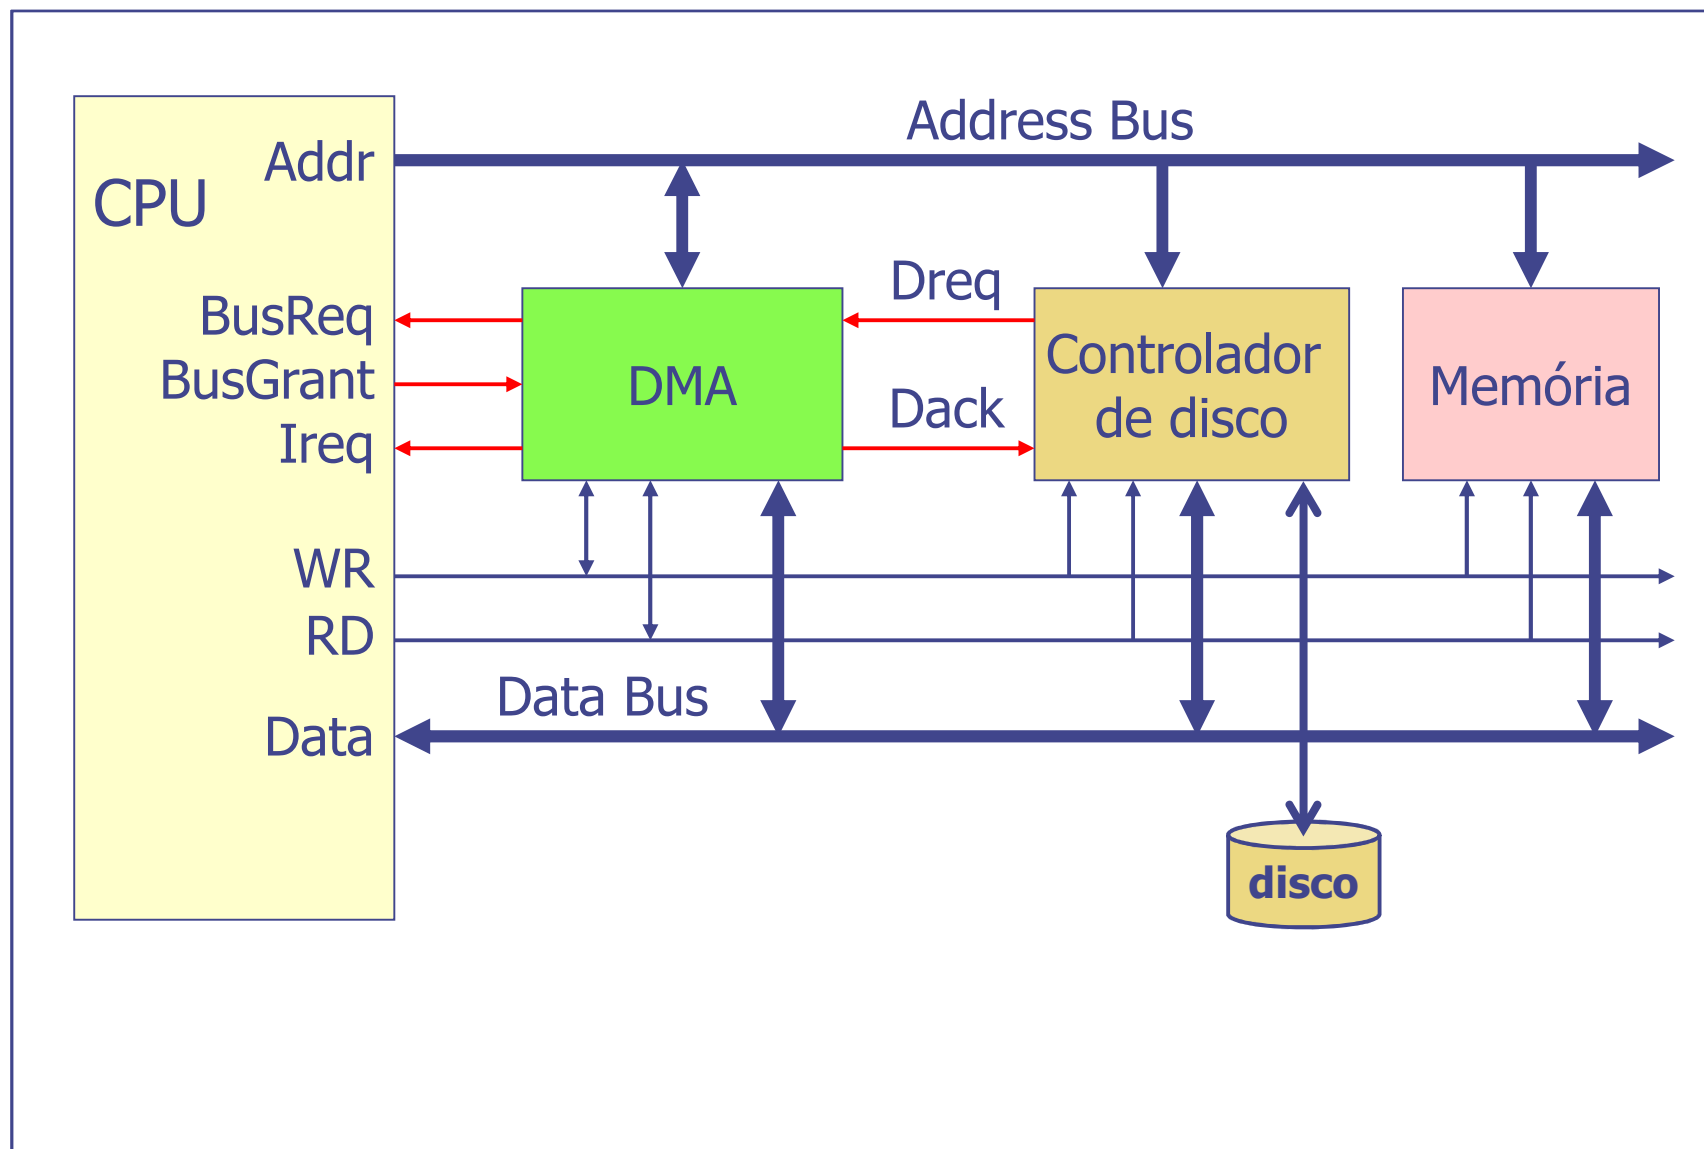 Address Bus
Addr
CPU
Dreq
BusReq
Controlador
BusGrant
DMA
Memória
Dack
de disco
Ireq
WR
RD
Data Bus
Data
disco